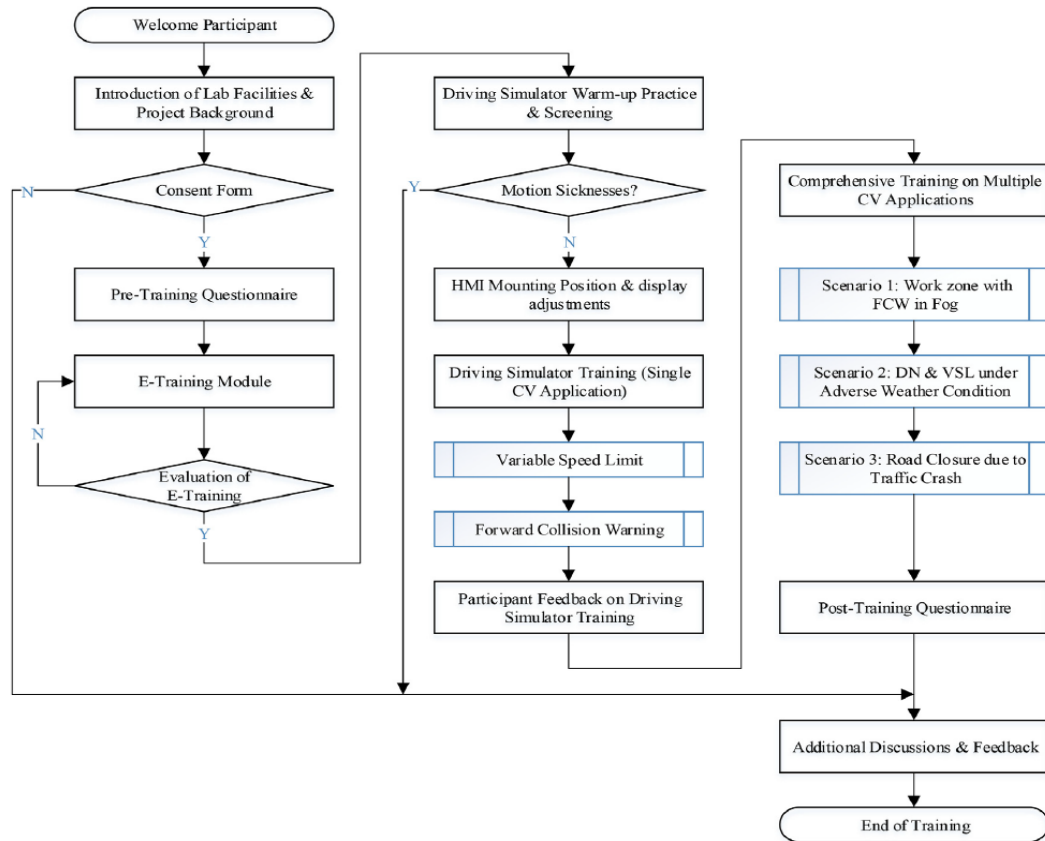 Welcome Participant
Introduction of Lab Facilities &
Project Background
Consent Form
N
Y
Pre-Training Questionnaire
E-Training Module
N
Evaluation of
E-Training
Y
Driving Simulator Warm-up Practice
& Screening
Motion Sicknesses?
Y
N
HMI Mounting Position & display
adjustments
Driving Simulator Training (Single
CV Application)
Variable Speed Limit
Forward Collision Warning
Participant Feedback on Driving
Simulator Training
Comprehensive Training on Multiple
CV Applications
Scenario 1: Work zone with
FCW in Fog
Scenario 2: DN & VSL under
Adverse Weather Condition
Scenario 3: Road Closure due to
Traffic Crash
Post-Training Questionnaire
Additional Discussions & Feedback
End of Training